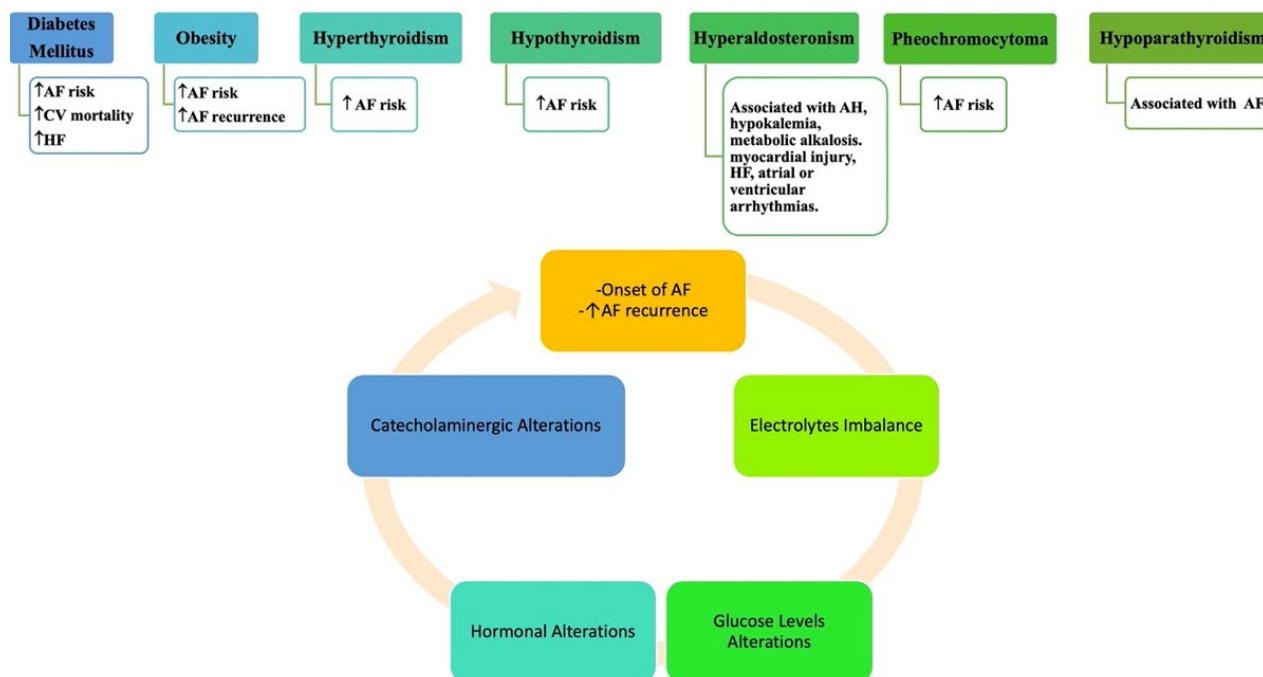 Diabetes
Mellitus
↑AF risk
↑CV mortality
↑HF
Obesity
↑AF risk
↑AF recurrence
Hyperthyroidism
↑ AF risk
Hypothyroidism
↑AF risk
Hyperaldosteronism
Associated with AH,
hypokalemia,
metabolic alkalosis.
myocardial injury,
HF, atrial or
ventricular
arrhythmias.
Pheochromocytoma
↑AF risk
Hypoparathyroidism
Associated with AF
-Onset of AF
-↑AF recurrence
Catecholaminergic Alterations
Electrolytes Imbalance
Hormonal Alterations
Glucose Levels
Alterations